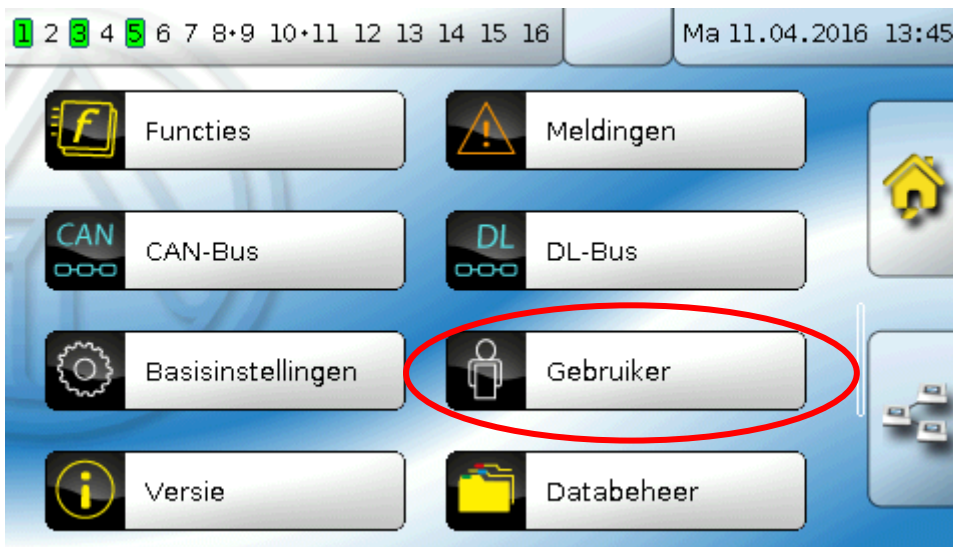 1 2 3 4 5 6 7 8•9 10•11 12 13 14 15 16 Ma 11.04.2016 13:45
f Functies
Meldingen
CAN CAN-Bus
DL DL-Bus
Basisinstellingen
Gebruiker
i Versie
Databeheer